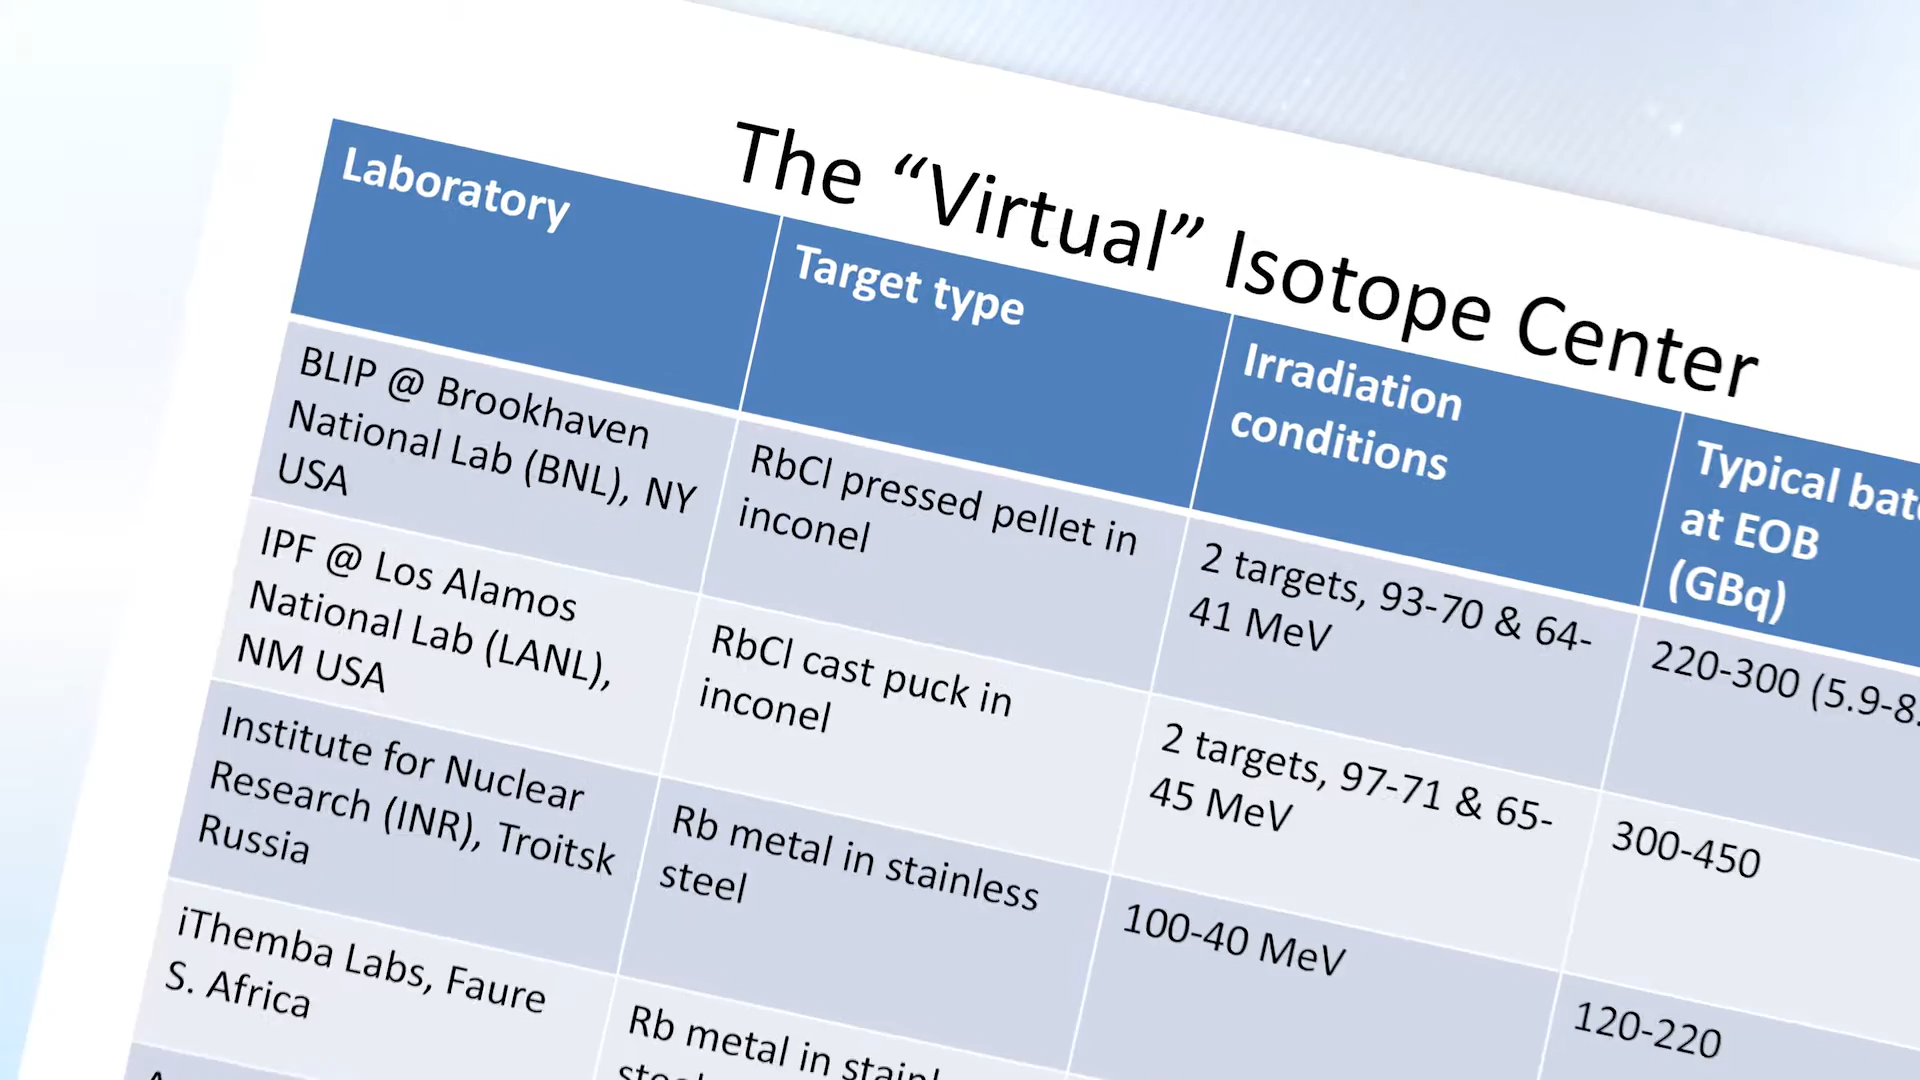 The “Virtual” Isotope Center
Laboratory
Target type
Irradiation
conditions
Typical
at EOB
(GBq)
BLIP @ Brookhaven
National Lab (BNL), NY
USA
RbCl pressed pellet in
inconel
2 targets, 93-70 & 64-
41 MeV
220-300 (5.9-8.
IPF @ Los Alamos
National Lab (LANL),
NM USA
RbCl cast puck in
inconel
2 targets, 97-71 & 65-
45 MeV
300-450
Institute for Nuclear
Research (INR), Troitsk
Russia
Rb metal in stainless
steel
100-40 MeV
120-220
iThemba Labs, Faure
S. Africa
Rb metal in